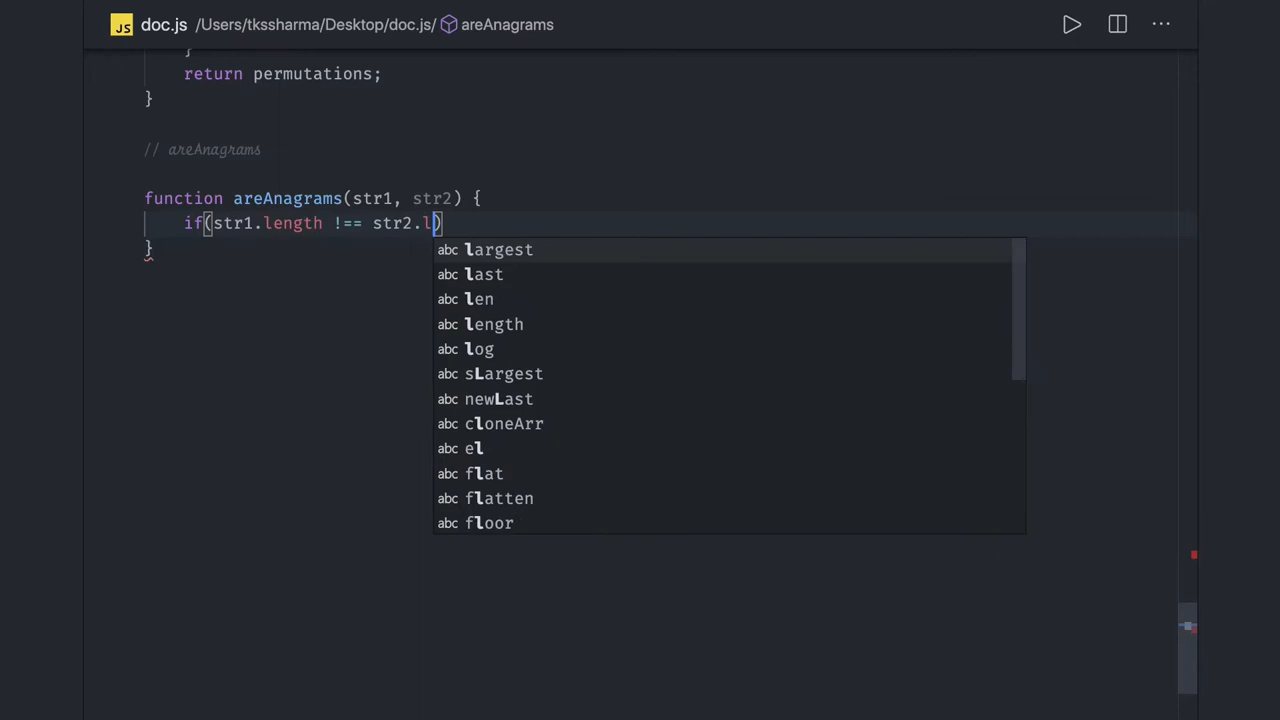 JS doc.js /Users/tkssharma/Desktop/doc.js/ areAnagrams
}
return permutations;
}
// areAnagrams
function areAnagrams(str1, str2) {
if(str1.length !== str2.l)
}
abc largest
abc last
abc len
abc length
abc log
abc sLargest
abc newLast
abc cloneArr
abc el
abc flat
abc flatten
abc floor